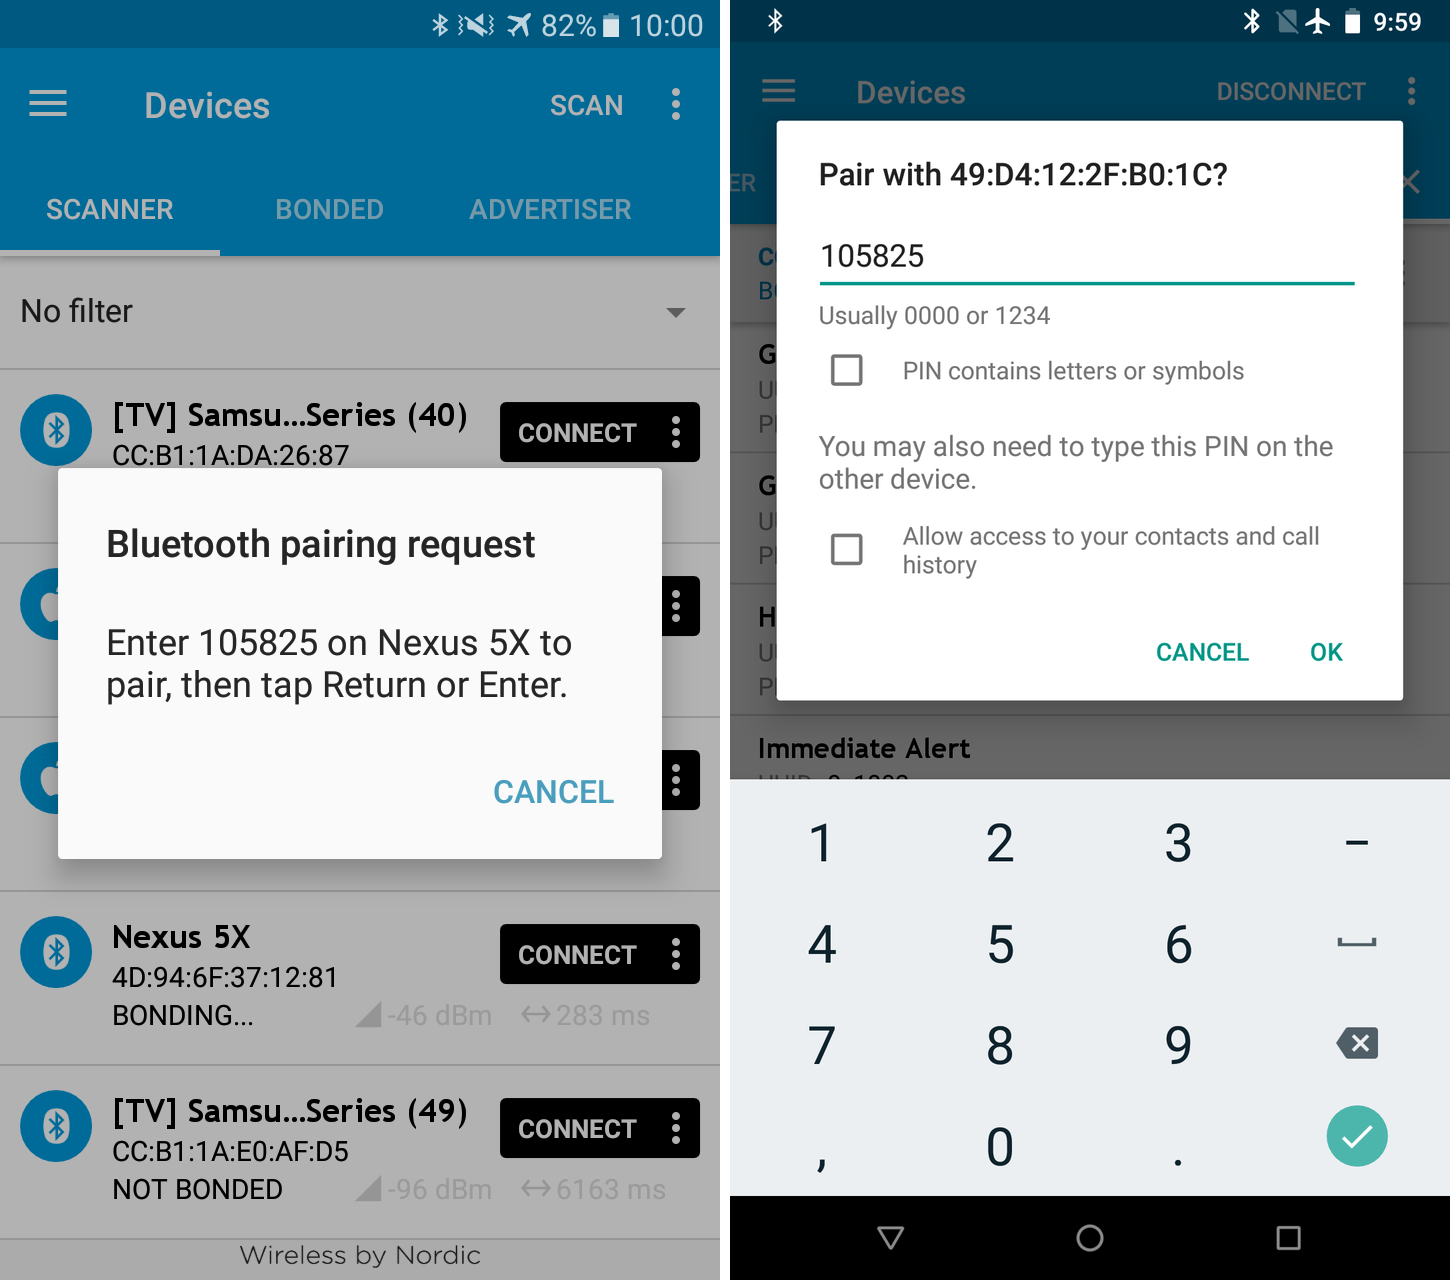 82% 10:00
Devices SCAN
SCANNER BONDED ADVERTISER
No filter
[TV] Samsu...Series (40)
CC:B1:1A:DA:26:87
CONNECT
Bluetooth pairing request
Enter 105825 on Nexus 5X to
pair, then tap Return or Enter.
CANCEL
Nexus 5X
4D:94:6F:37:12:81
BONDING...
CONNECT
-46 dBm 283 ms
[TV] Samsu...Series (49)
CC:B1:1A:E0:AF:D5
NOT BONDED
CONNECT
-96 dBm 6163 ms
Wireless by Nordic
9:59
Devices DISCONNECT
ER
Pair with 49:D4:12:2F:B0:1C?
105825
Usually 0000 or 1234
PIN contains letters or symbols
You may also need to type this PIN on the
other device.
Allow access to your contacts and call
history
CANCEL OK
Immediate Alert
1 2 3 –
4 5 6
7 8 9
, 0 .